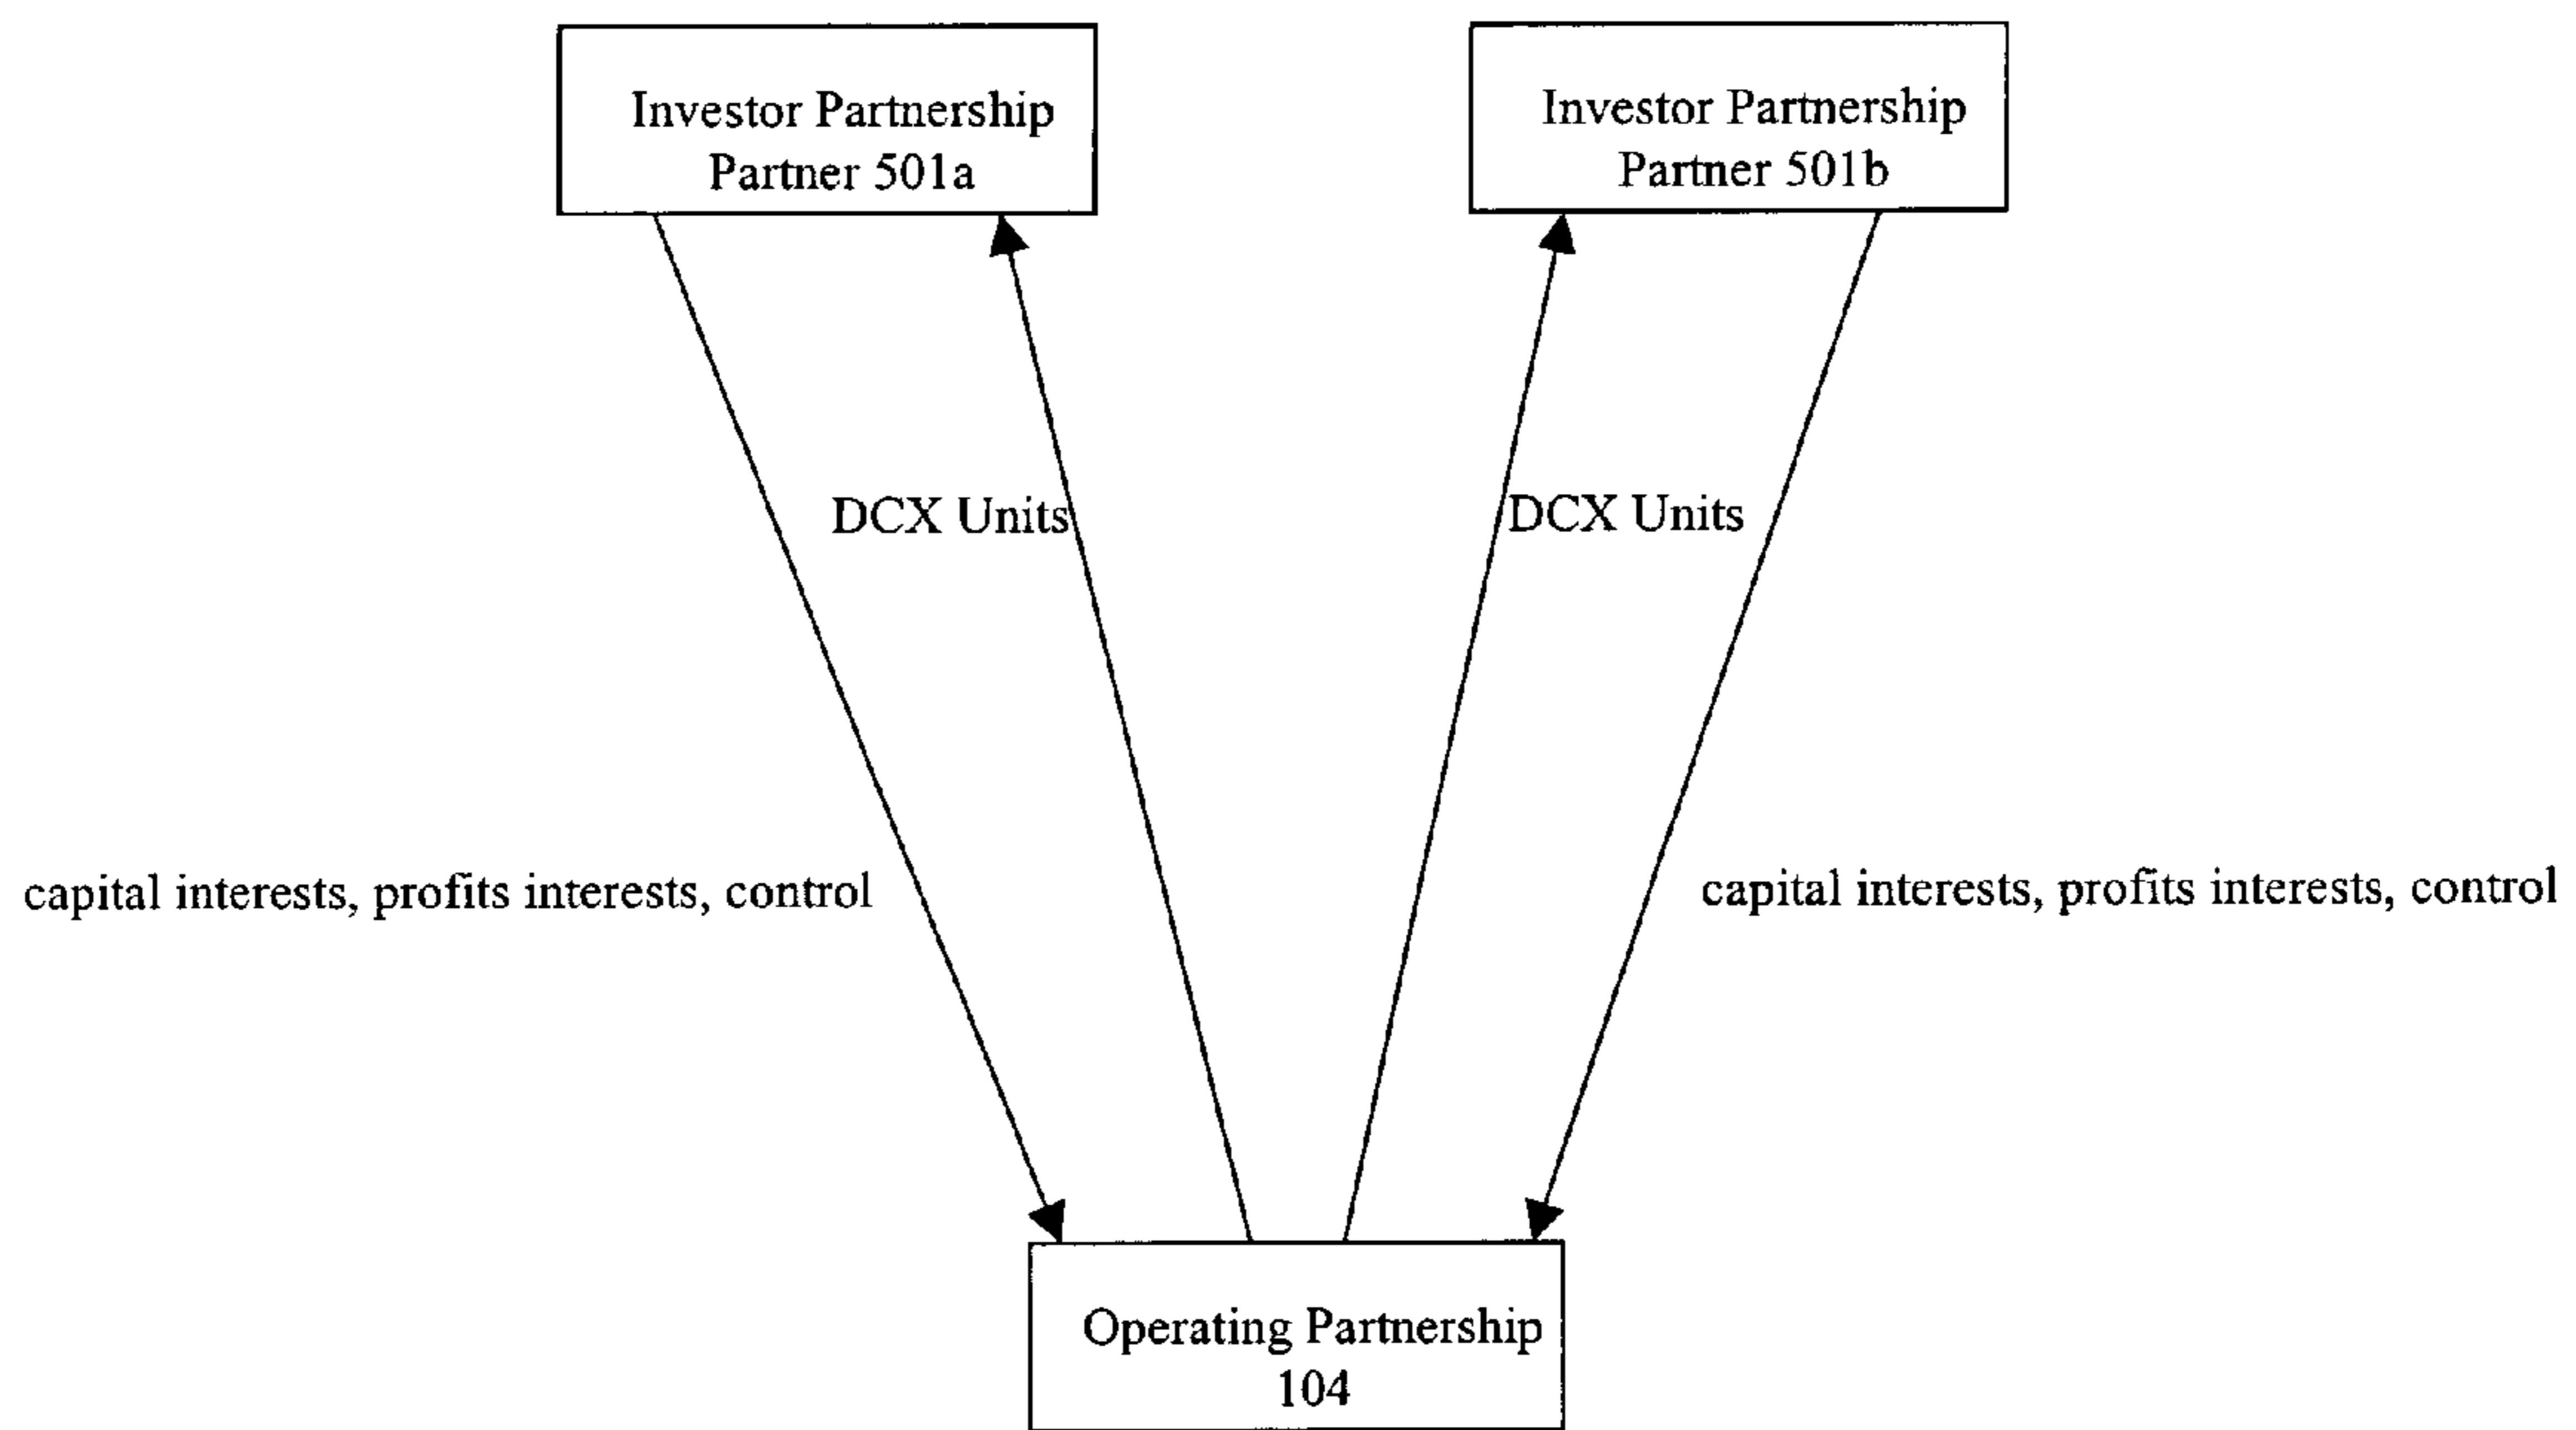 Investor Partnership
Partner 501a
Investor Partnership
Partner 501b
DCX Units
DCX Units
capital interests, profits interests, control
capital interests, profits interests, control
Operating Partnership
104